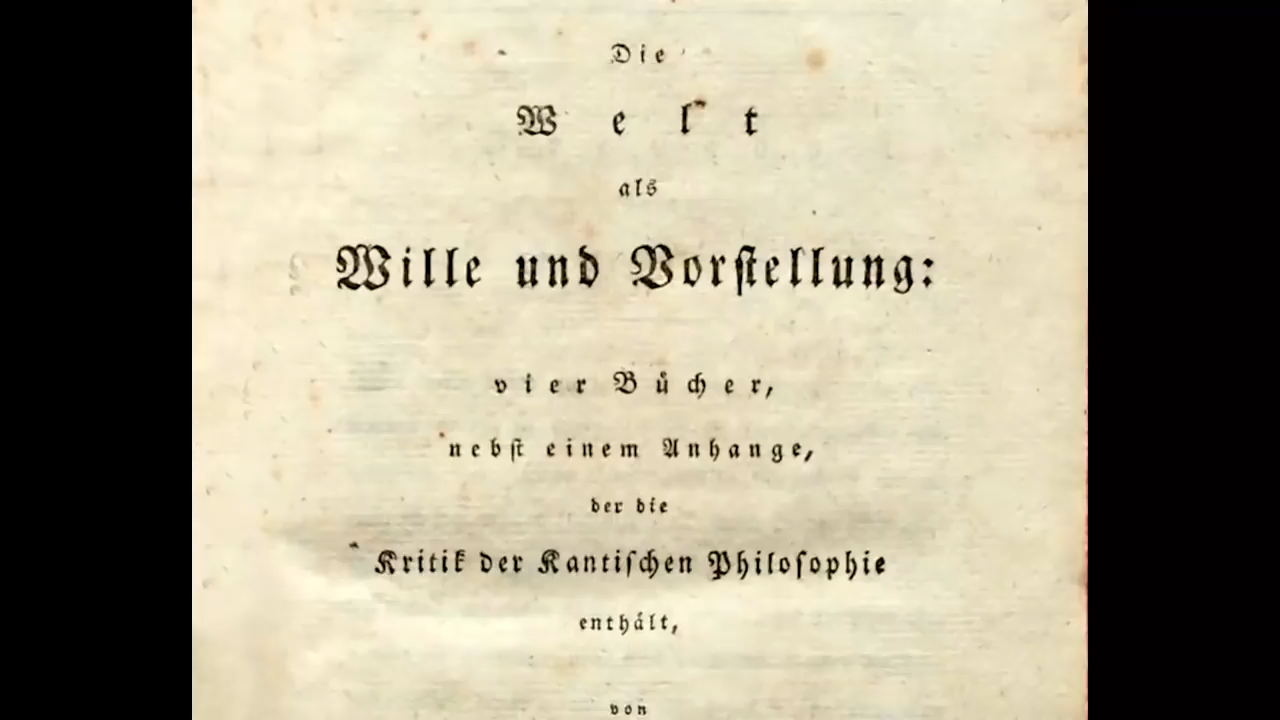 Die
Welt
als
Wille und Vorstellung:
vier Bücher,
nebst einem Anhange,
der die
Kritik der Kantischen Philosophie
enthält,
von